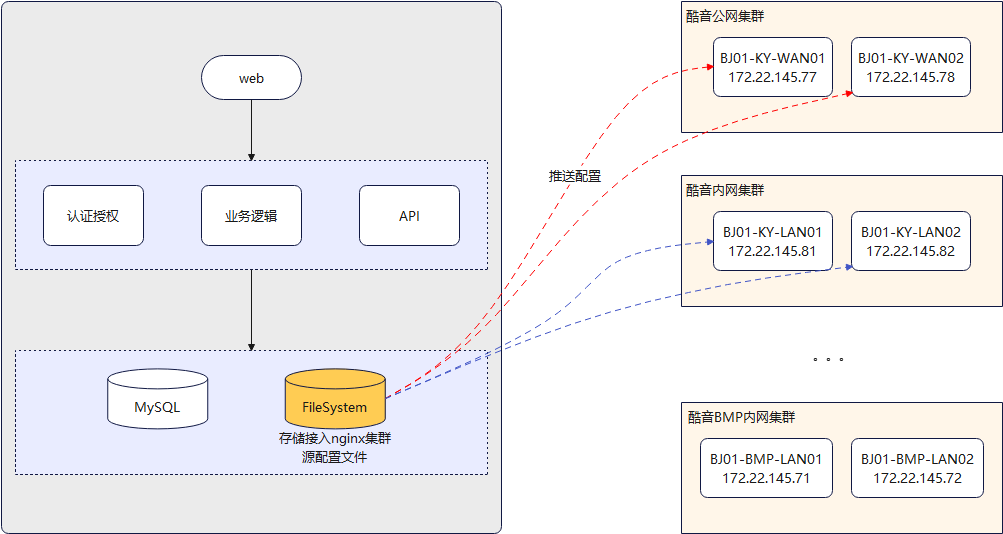 web
认证授权
业务逻辑
API
MySQL
FileSystem
存储接入nginx集群
源配置文件
推送配置
酷音公网集群
BJ01-KY-WAN01
172.22.145.77
BJ01-KY-WAN02
172.22.145.78
酷音内网集群
BJ01-KY-LAN01
172.22.145.81
BJ01-KY-LAN02
172.22.145.82
。。。
酷音BMP内网集群
BJ01-BMP-LAN01
172.22.145.71
BJ01-BMP-LAN02
172.22.145.72